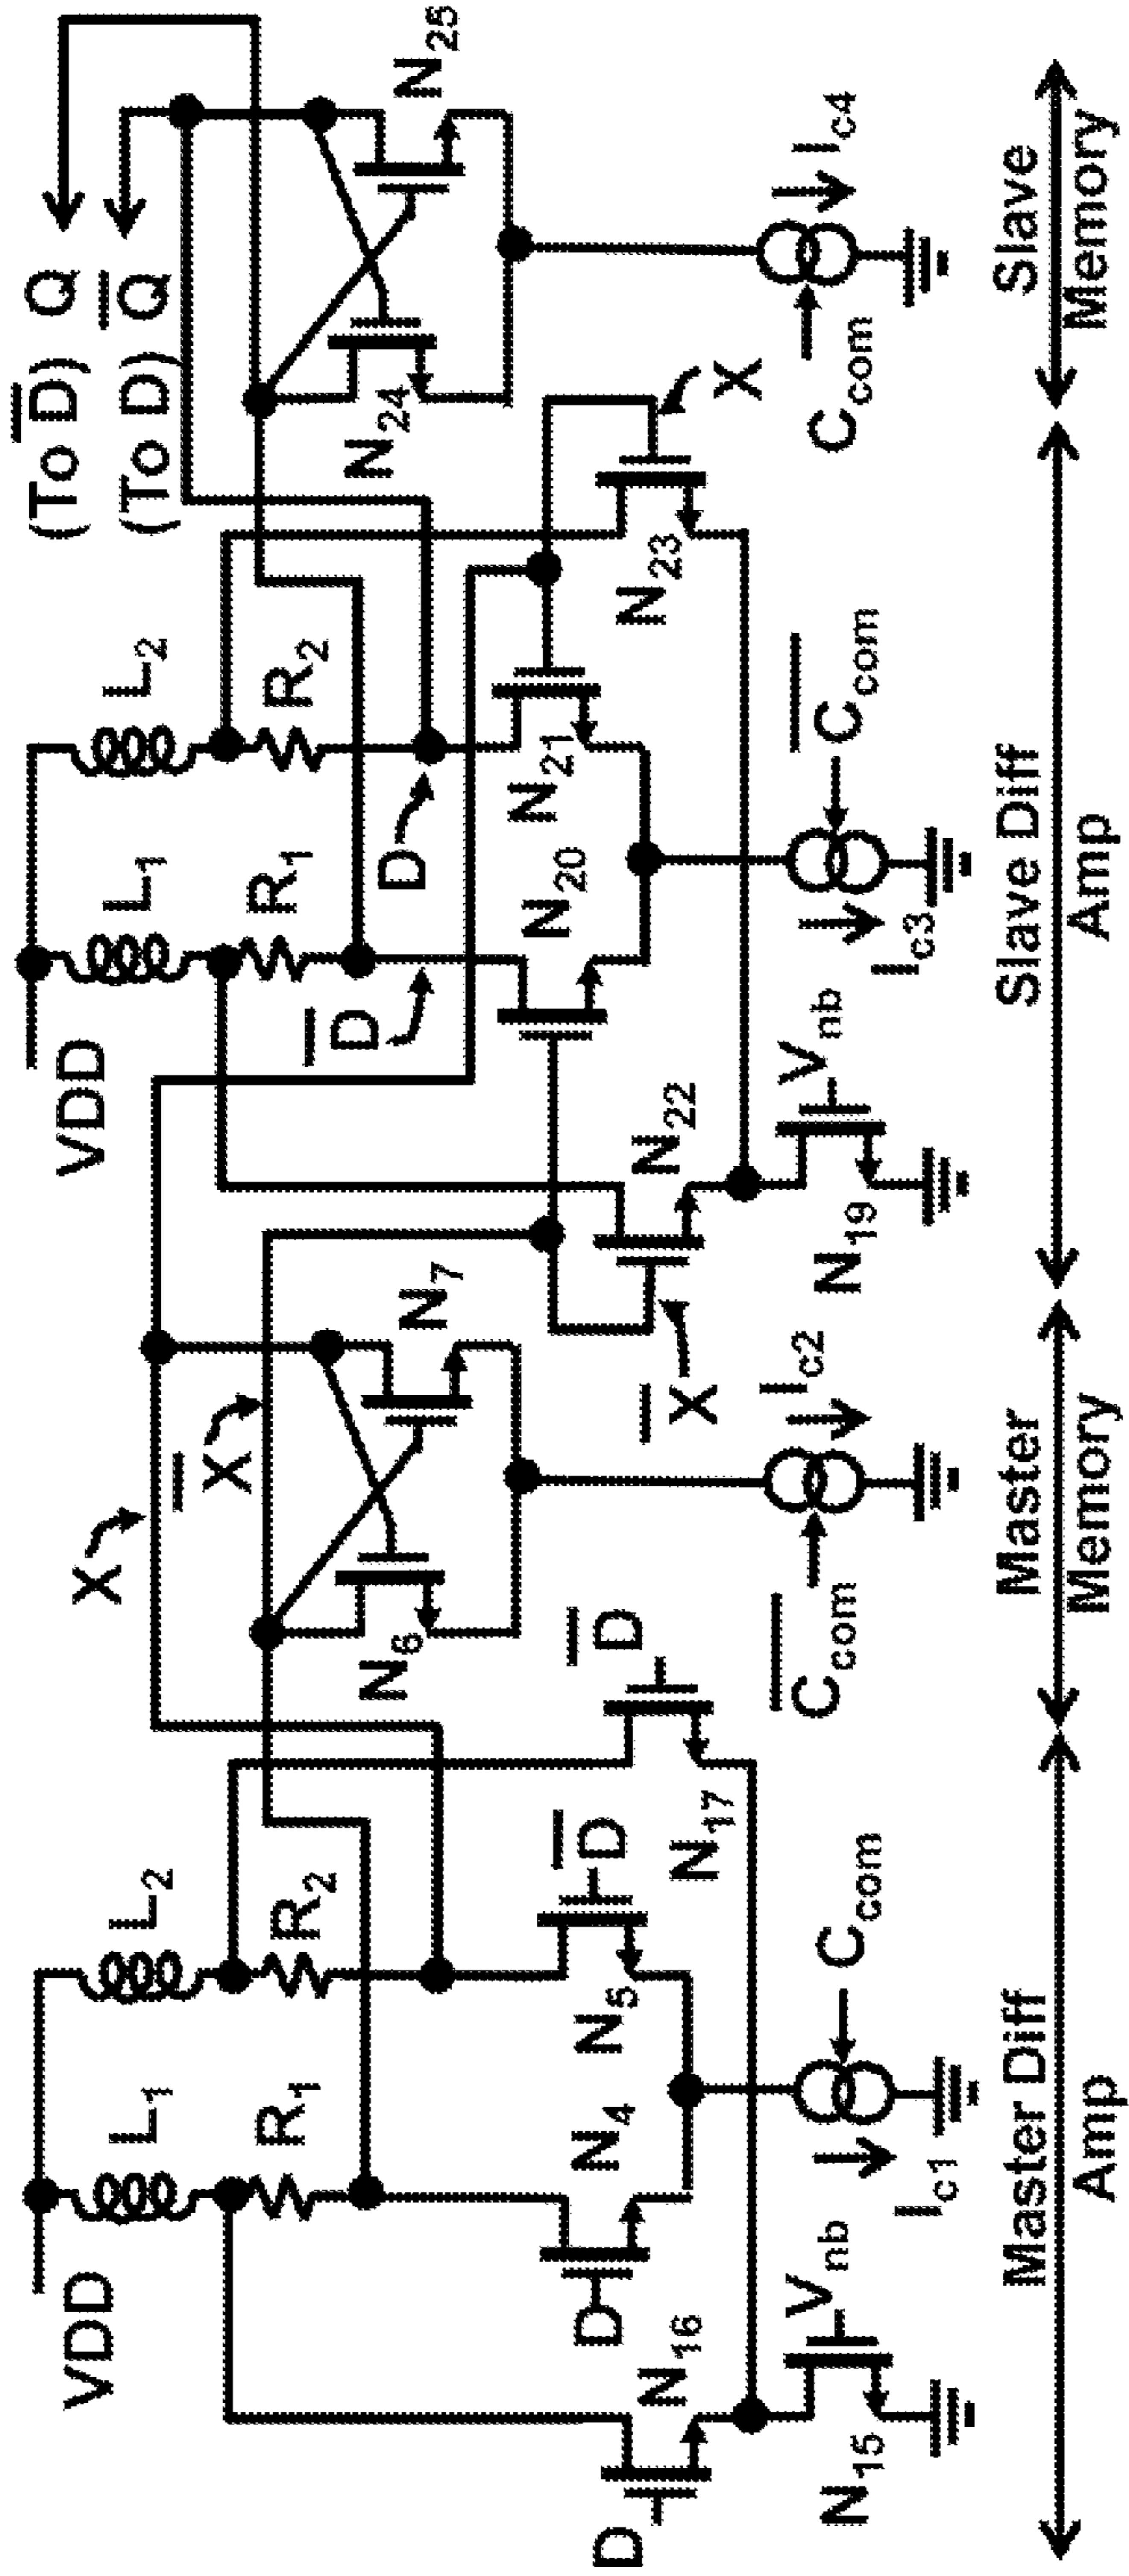 VDD
L₁
L₂
R₁
R₂
X
X̅
VDD
L₁
L₂
R₁
R₂
D̅
D
(To D̅) Q
(To D) Q̅
D
N₁₆
D
N₄
N₅
D̅
N₁₇
D̅
N₆
N₇
X̅
N₂₂
N₂₀
N₂₁
N₂₃
X
N₂₄
N₂₅
N₁₅
Vnb
Ic1
Ccom
C̅com
Ic2
N₁₉
Vnb
Ic3
C̅com
Ccom
Ic4
Master Diff
Amp
Master
Memory
Slave Diff
Amp
Slave
Memory